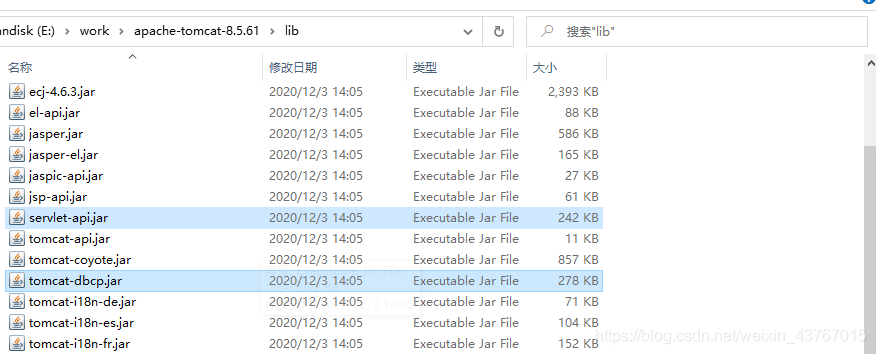 andisk (E:) > work > apache-tomcat-8.5.61 > lib
搜索"lib"
名称 修改日期 类型 大小
ecj-4.6.3.jar 2020/12/3 14:05 Executable Jar File 2,393 KB
el-api.jar 2020/12/3 14:05 Executable Jar File 88 KB
jasper.jar 2020/12/3 14:05 Executable Jar File 586 KB
jasper-el.jar 2020/12/3 14:05 Executable Jar File 165 KB
jaspic-api.jar 2020/12/3 14:05 Executable Jar File 27 KB
jsp-api.jar 2020/12/3 14:05 Executable Jar File 61 KB
servlet-api.jar 2020/12/3 14:05 Executable Jar File 242 KB
tomcat-api.jar 2020/12/3 14:05 Executable Jar File 11 KB
tomcat-coyote.jar 2020/12/3 14:05 Executable Jar File 857 KB
tomcat-dbcp.jar 2020/12/3 14:05 Executable Jar File 278 KB
tomcat-i18n-de.jar 2020/12/3 14:05 Executable Jar File 71 KB
tomcat-i18n-es.jar 2020/12/3 14:05 Executable Jar File 104 KB
tomcat-i18n-fr.jar 2020/12/3 14:05 Executable Jar File 152 KB
https://blog.csdn.net/weixin_43767015